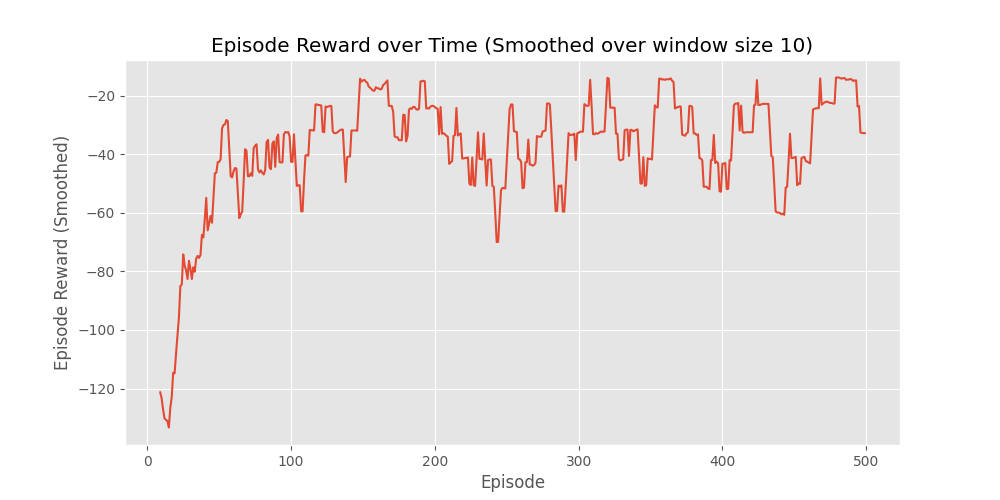 Episode Reward over Time (Smoothed over window size 10)
Episode Reward (Smoothed)
−20
−40
−60
−80
−100
−120
0 100 200 300 400 500
Episode